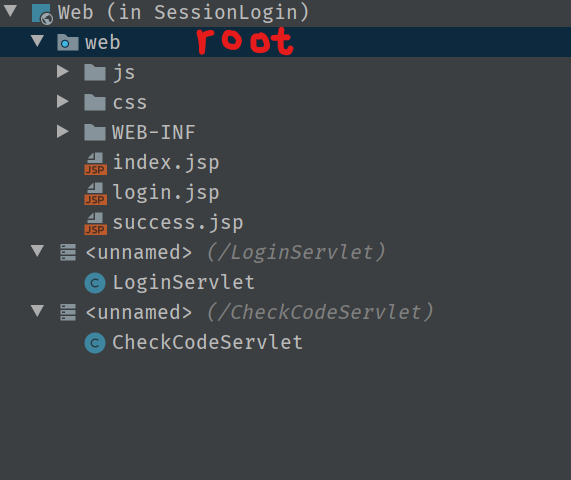 Web (in SessionLogin)
web root
js
css
WEB-INF
JSP index.jsp
JSP login.jsp
JSP success.jsp
<unnamed> (/LoginServlet)
C LoginServlet
<unnamed> (/CheckCodeServlet)
C CheckCodeServlet